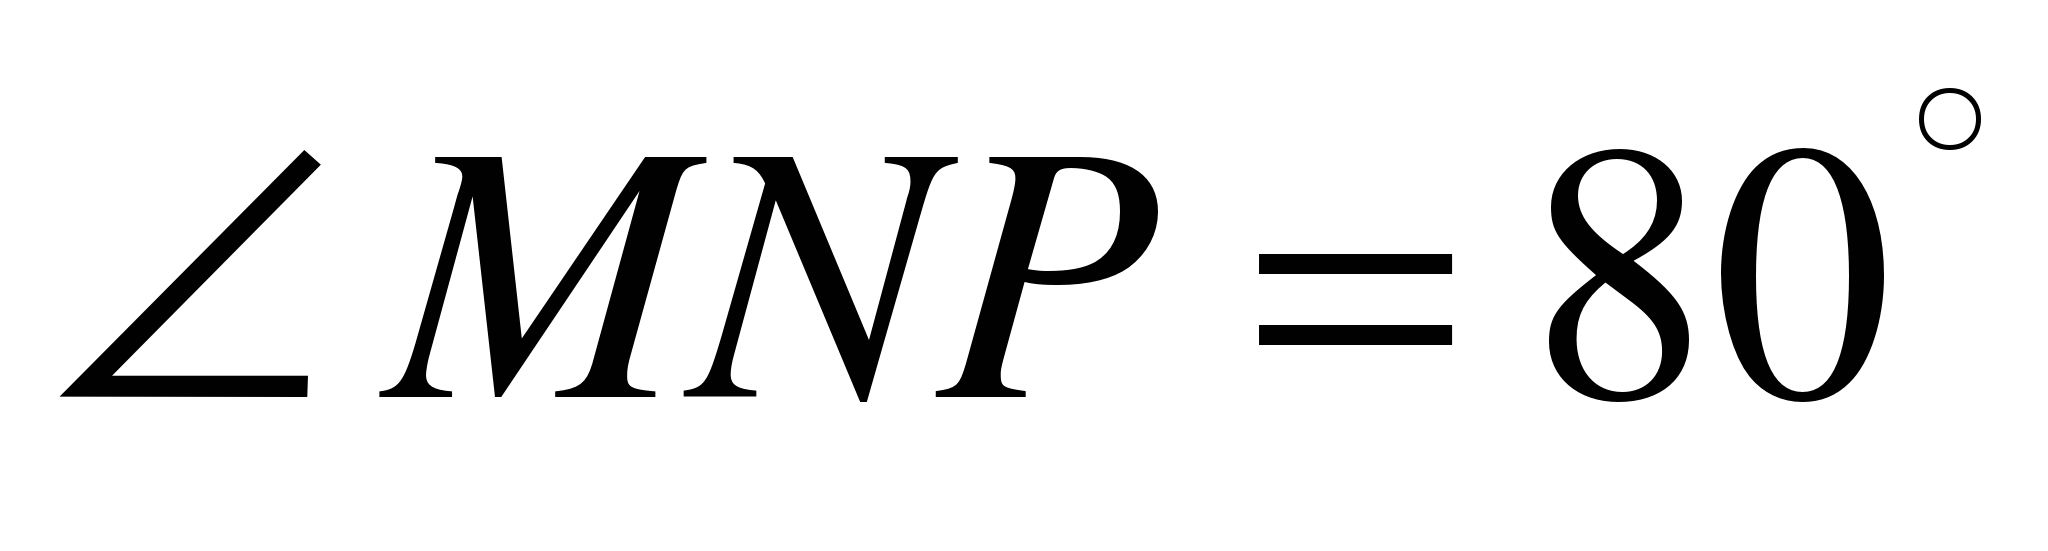 ∠MNP = 80°